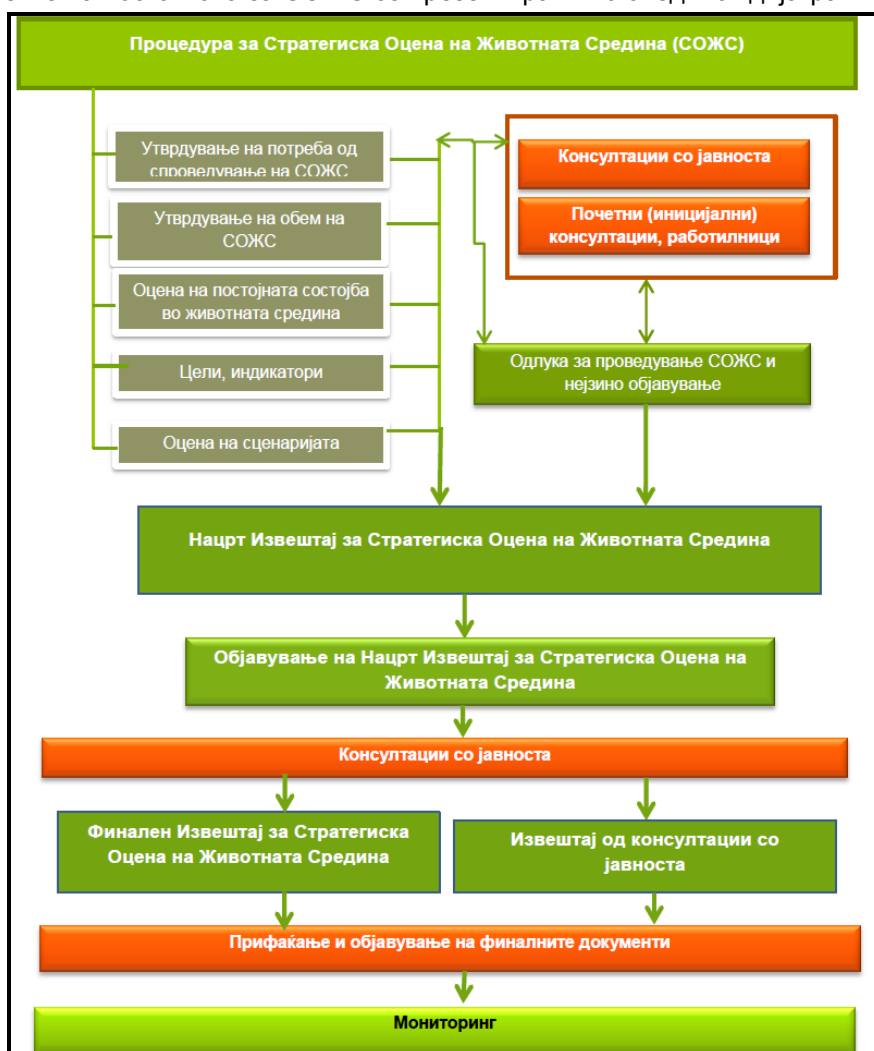 Процедура за Стратегиска Оцена на Животната Средина (СОЖС)
Утврдување на потреба од
спроведување на СОЖС
Утврдување на обем на
СОЖС
Оцена на постојната состојба
во животната средина
Цели, индикатори
Оцена на сценаријата
Консултации со јавноста
Почетни (иницијални)
консултации, работилници
Одлука за проведување СОЖС и
нејзино објавување
Нацрт Извештај за Стратегиска Оцена на Животната Средина
Објавување на Нацрт Извештај за Стратегиска Оцена на
Животната Средина
Консултации со јавноста
Финален Извештај за Стратегиска
Оцена на Животната Средина
Извештај од консултации со
јавноста
Прифаќање и објавување на финалните документи
Мониторинг